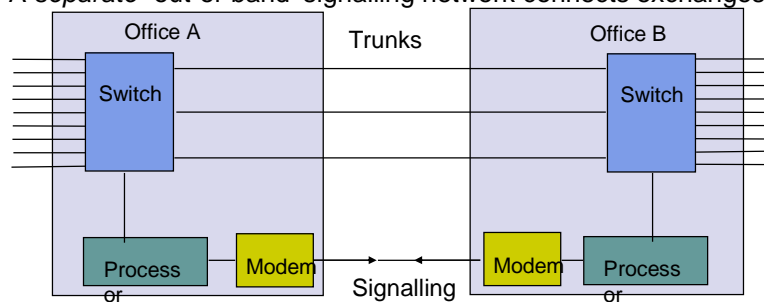 A separate "out-of-band" signalling network connects exchanges
Office A
Trunks
Office B
Switch
Switch
Process
or
Modem
Signalling
Modem
Process
or